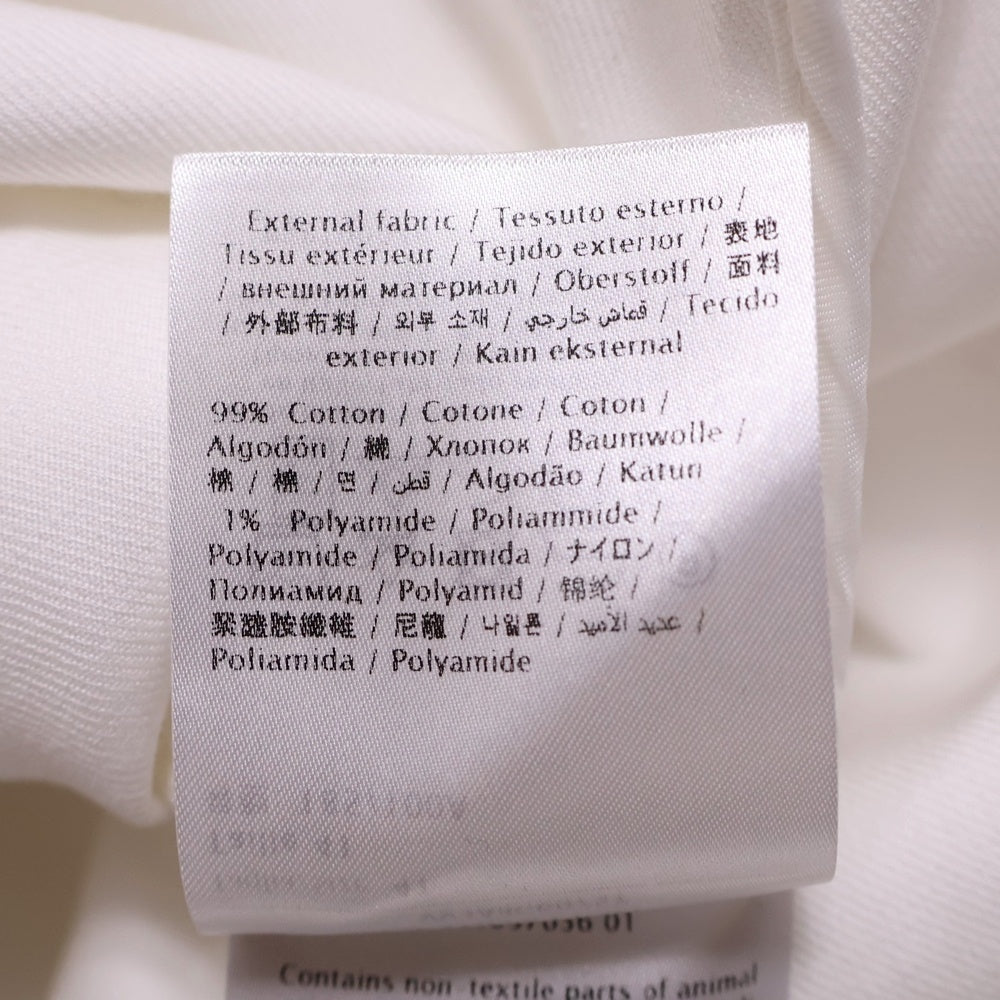 External fabric / Tessuto esterno /
Tissu extérieur / Tejido exterior / 表地
/ внешний материал / Oberstoff / 面料
/ 外部布料 / 외부 소재 / قماش خارجي / Tecido
exterior / Kain eksternal
99% Cotton / Cotone / Coton /
Algodón / 綿 / Хлопок / Baumwolle /
棉 / 棉 / 면 / قطن / Algodão / Katun
1% Polyamide / Poliammide /
Polyamide / Poliamida / ナイロン /
Полиамид / Polyamid / 锦纶 /
聚醯胺纖維 / 尼龍 / 나일론 / عديد الأميد /
Poliamida / Polyamide
01
Contains non-textile parts of animal